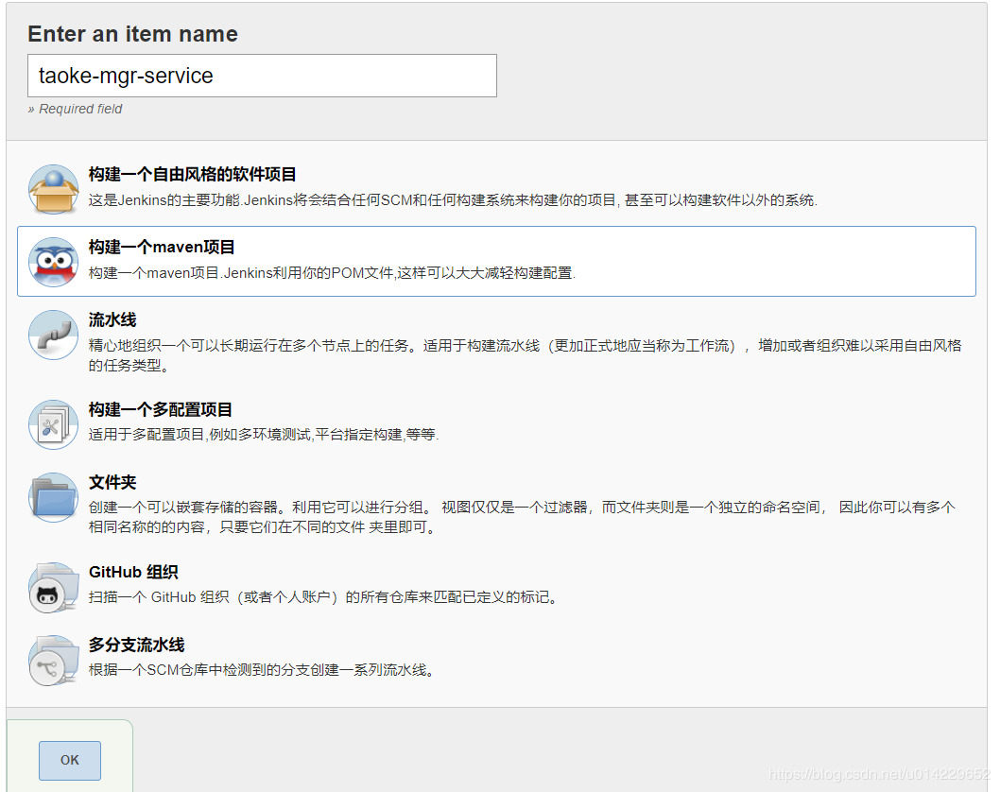 Enter an item name
taoke-mgr-service
» Required field
构建一个自由风格的软件项目
这是Jenkins的主要功能.Jenkins将会结合任何SCM和任何构建系统来构建你的项目, 甚至可以构建软件以外的系统.
构建一个maven项目
构建一个maven项目.Jenkins利用你的POM文件,这样可以大大减轻构建配置.
流水线
精心地组织一个可以长期运行在多个节点上的任务。适用于构建流水线（更加正式地应当称为工作流），增加或者组织难以采用自由风格
的任务类型。
构建一个多配置项目
适用于多配置项目,例如多环境测试,平台指定构建,等等.
文件夹
创建一个可以嵌套存储的容器。利用它可以进行分组。 视图仅仅是一个过滤器，而文件夹则是一个独立的命名空间， 因此你可以有多个
相同名称的的内容，只要它们在不同的文件 夹里即可。
GitHub 组织
扫描一个 GitHub 组织（或者个人账户）的所有仓库来匹配已定义的标记。
多分支流水线
根据一个SCM仓库中检测到的分支创建一系列流水线。
OK
https://blog.csdn.net/u014229652